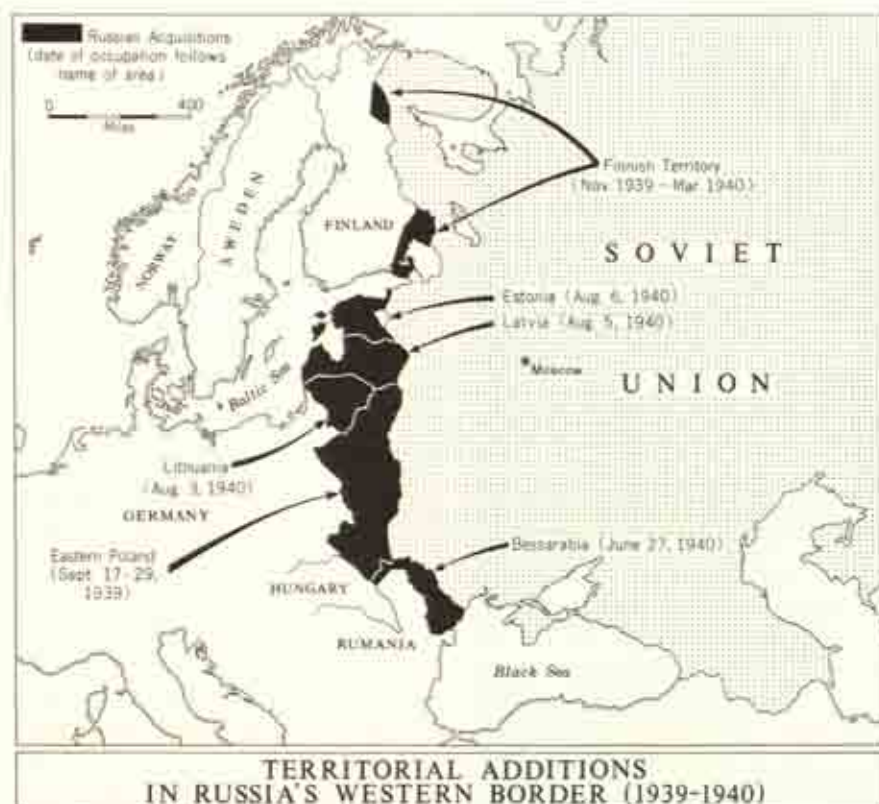 Russian Acquisitions
(date of occupation follows
name of area)
0 400
Miles
Finnish Territory
(Nov. 1939 - Mar. 1940)
SWEDEN
NORWAY
FINLAND
SOVIET
UNION
Estonia (Aug. 6, 1940)
Latvia (Aug. 5, 1940)
Moscow
Baltic Sea
Lithuania
(Aug. 3, 1940)
GERMANY
Eastern Poland
(Sept. 17-29,
1939)
Bessarabia (June 27, 1940)
HUNGARY
RUMANIA
Black Sea
TERRITORIAL ADDITIONS
IN RUSSIA'S WESTERN BORDER (1939-1940)